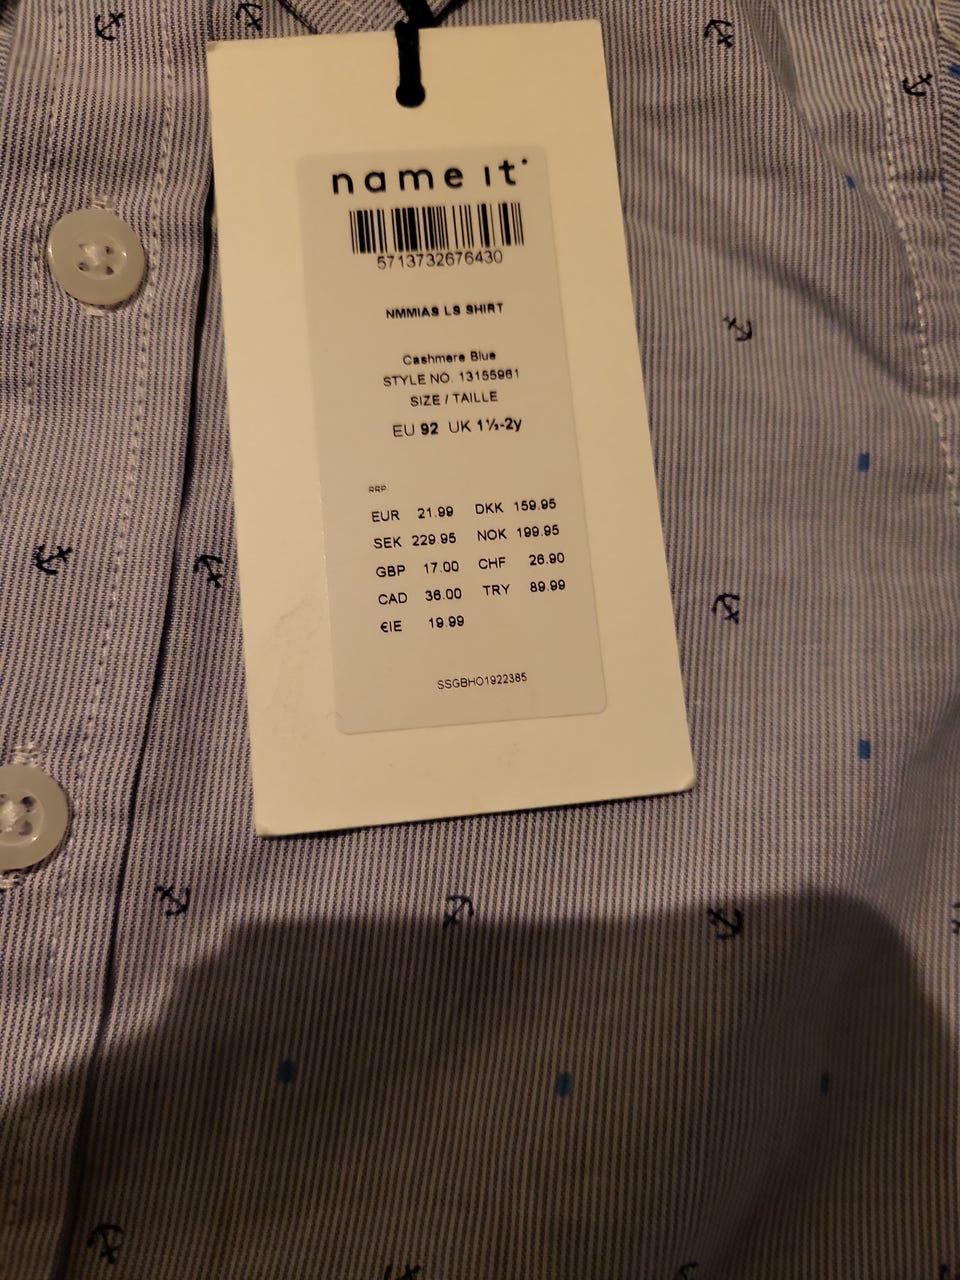 name it
5713732676430
NMMIAS LS SHIRT
Cashmere Blue
STYLE NO. 13155961
SIZE / TAILLE
EU 92 UK 1½-2y
RRP
EUR 21.99 DKK 159.95
SEK 229.95 NOK 199.95
GBP 17.00 CHF 26.90
CAD 36.00 TRY 89.99
€IE 19.99
SSGBHO1922385